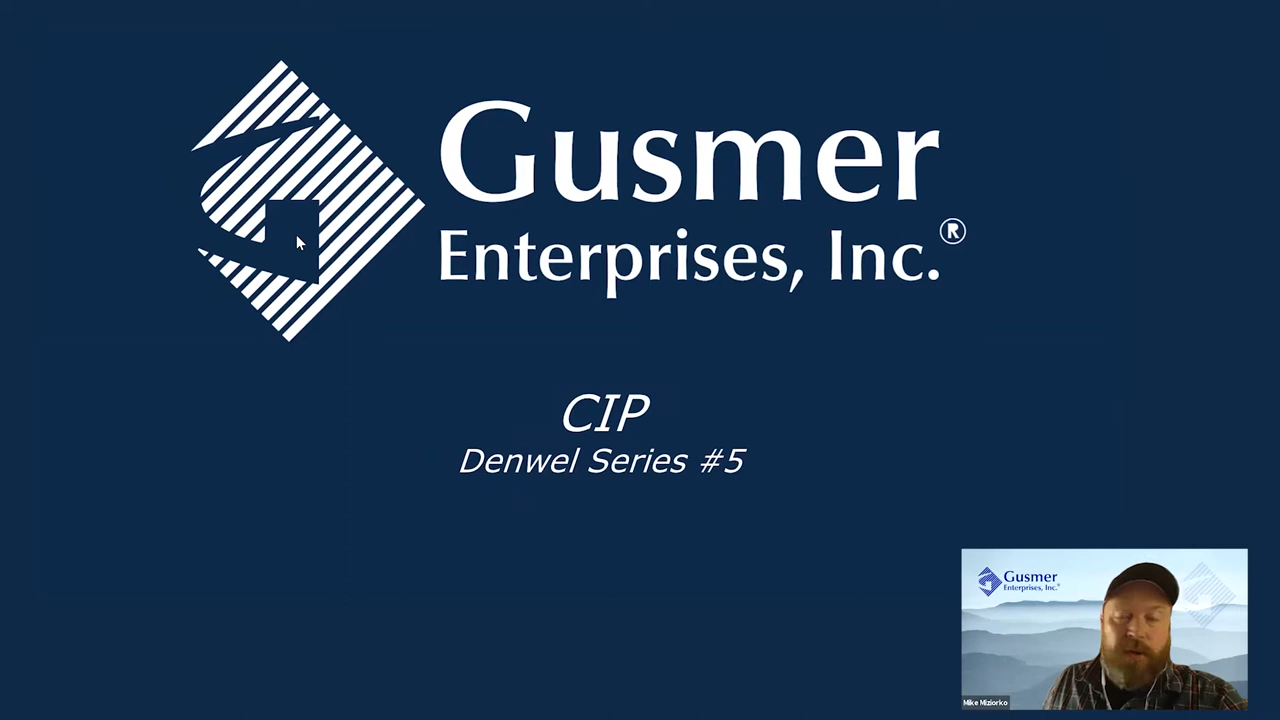 Gusmer
Enterprises, Inc.®
CIP
Denwel Series #5
Gusmer
Enterprises, Inc.®
Mike Miziorko